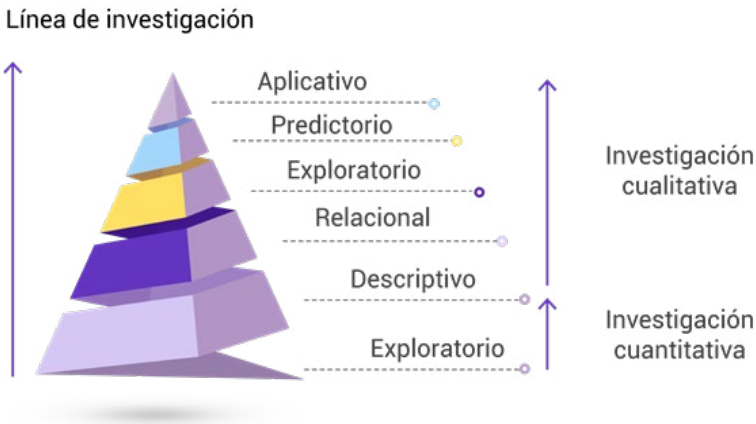 Línea de investigación
Aplicativo
Predictorio
Exploratorio
Relacional
Descriptivo
Exploratorio
Investigación
cualitativa
Investigación
cuantitativa